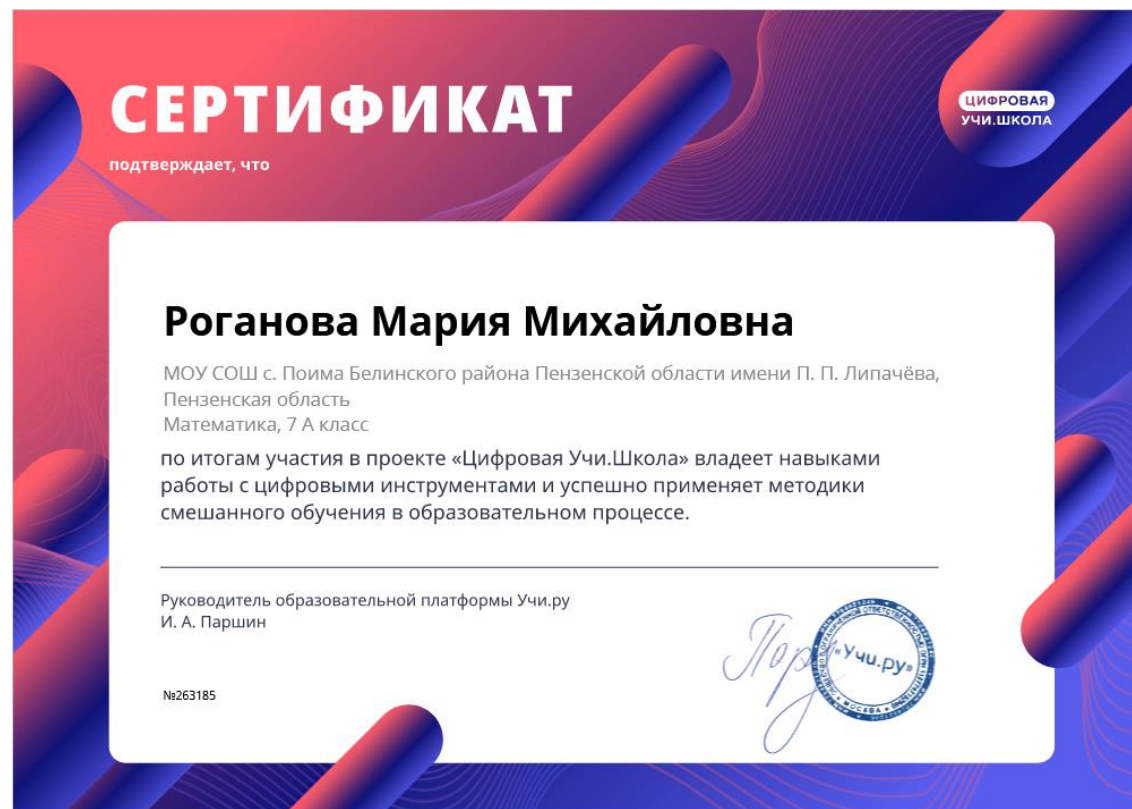 СЕРТИФИКАТ
подтверждает, что
ЦИФРОВАЯ
УЧИ.ШКОЛА
Роганова Мария Михайловна
МОУ СОШ с. Поима Белинского района Пензенской области имени П. П. Липачёва,
Пензенская область
Математика, 7 А класс
по итогам участия в проекте «Цифровая Учи.Школа» владеет навыками
работы с цифровыми инструментами и успешно применяет методики
смешанного обучения в образовательном процессе.
Руководитель образовательной платформы Учи.ру
И. А. Паршин
«Учи.ру»
МОСКВА
№263185